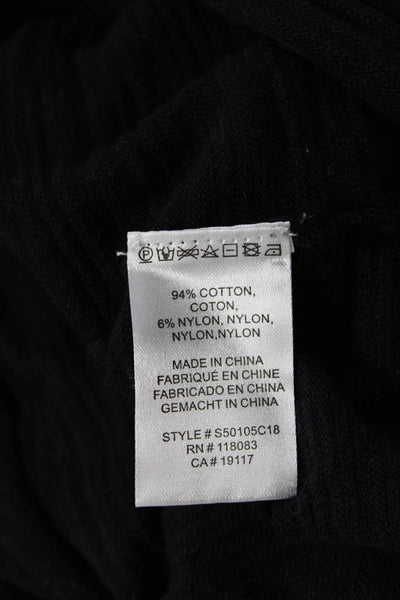 94% COTTON,
COTON,
6% NYLON, NYLON,
NYLON,NYLON
MADE IN CHINA
FABRIQUÉ EN CHINE
FABRICADO EN CHINA
GEMACHT IN CHINA
STYLE # S50105C18
RN # 118083
CA# 19117